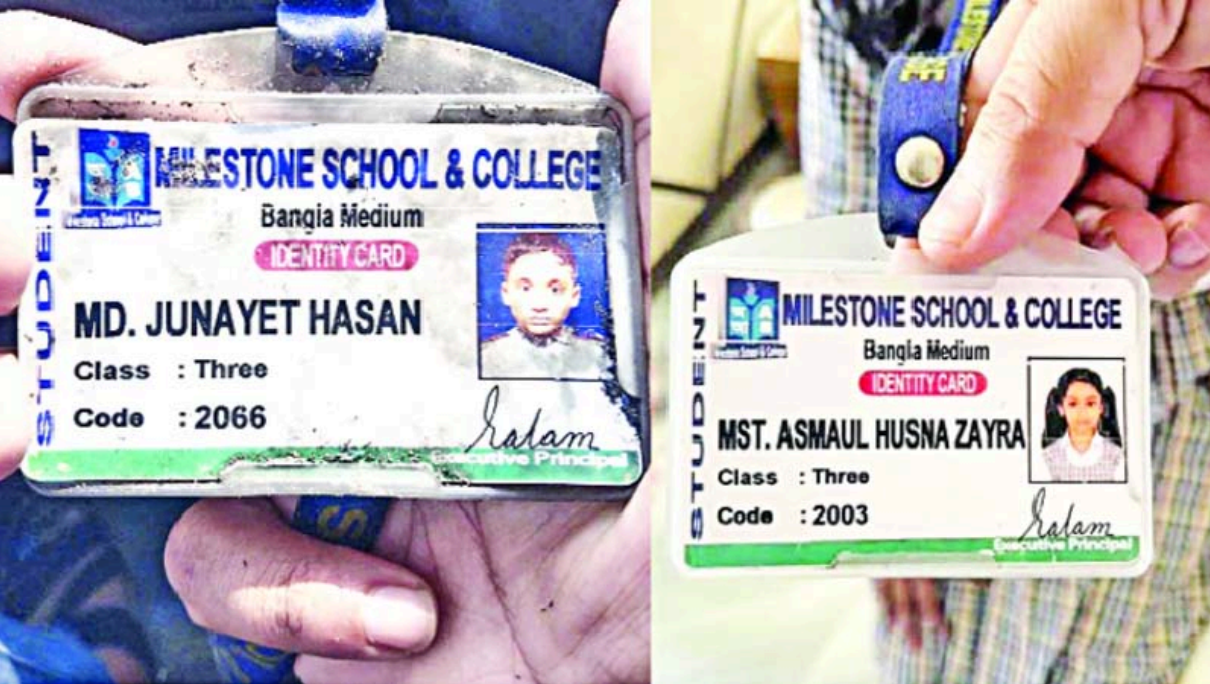 STUDENT
MILESTONE SCHOOL & COLLEGE
Bangla Medium
IDENTITY CARD
MD. JUNAYET HASAN
Class : Three
Code : 2066
Executive Principal
STUDENT
MILESTONE SCHOOL & COLLEGE
Bangla Medium
IDENTITY CARD
MST. ASMAUL HUSNA ZAYRA
Class : Three
Code : 2003
Executive Principal